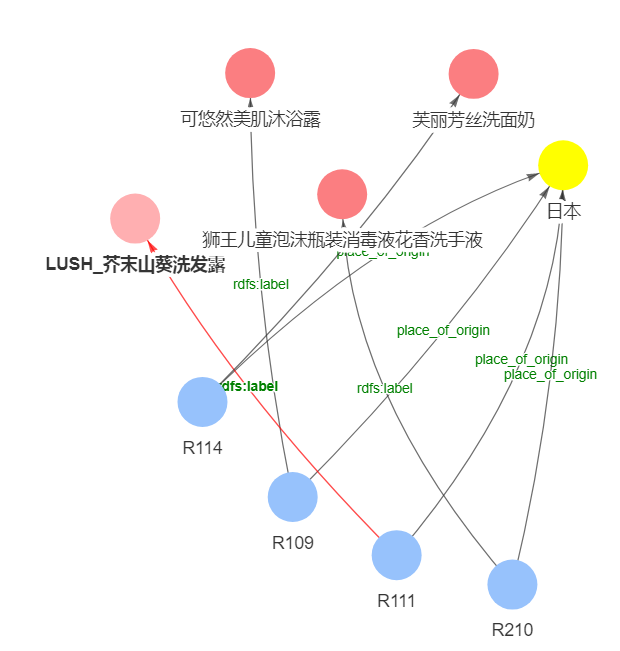 可悠然美肌沐浴露
芙丽芳丝洗面奶
日本
狮王儿童泡沫瓶装消毒液花香洗手液
place_of_origin
LUSH_芥末山葵洗发露
rdfs:label
place_of_origin
place_of_origin
place_of_origin
rdfs:label
rdfs:label
R114
R109
R111
R210